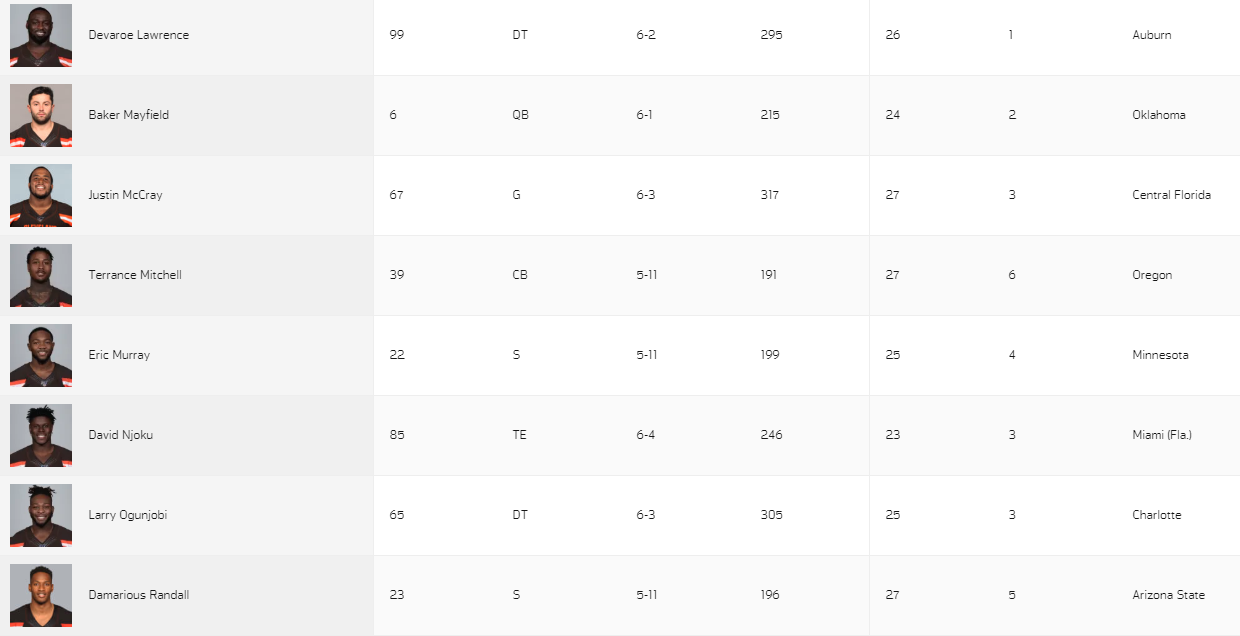 Devaroe Lawrence 99 DT 6-2 295 26 1 Auburn
Baker Mayfield 6 QB 6-1 215 24 2 Oklahoma
Justin McCray 67 G 6-3 317 27 3 Central Florida
Terrance Mitchell 39 CB 5-11 191 27 6 Oregon
Eric Murray 22 S 5-11 199 25 4 Minnesota
David Njoku 85 TE 6-4 246 23 3 Miami (Fla.)
Larry Ogunjobi 65 DT 6-3 305 25 3 Charlotte
Damarious Randall 23 S 5-11 196 27 5 Arizona State